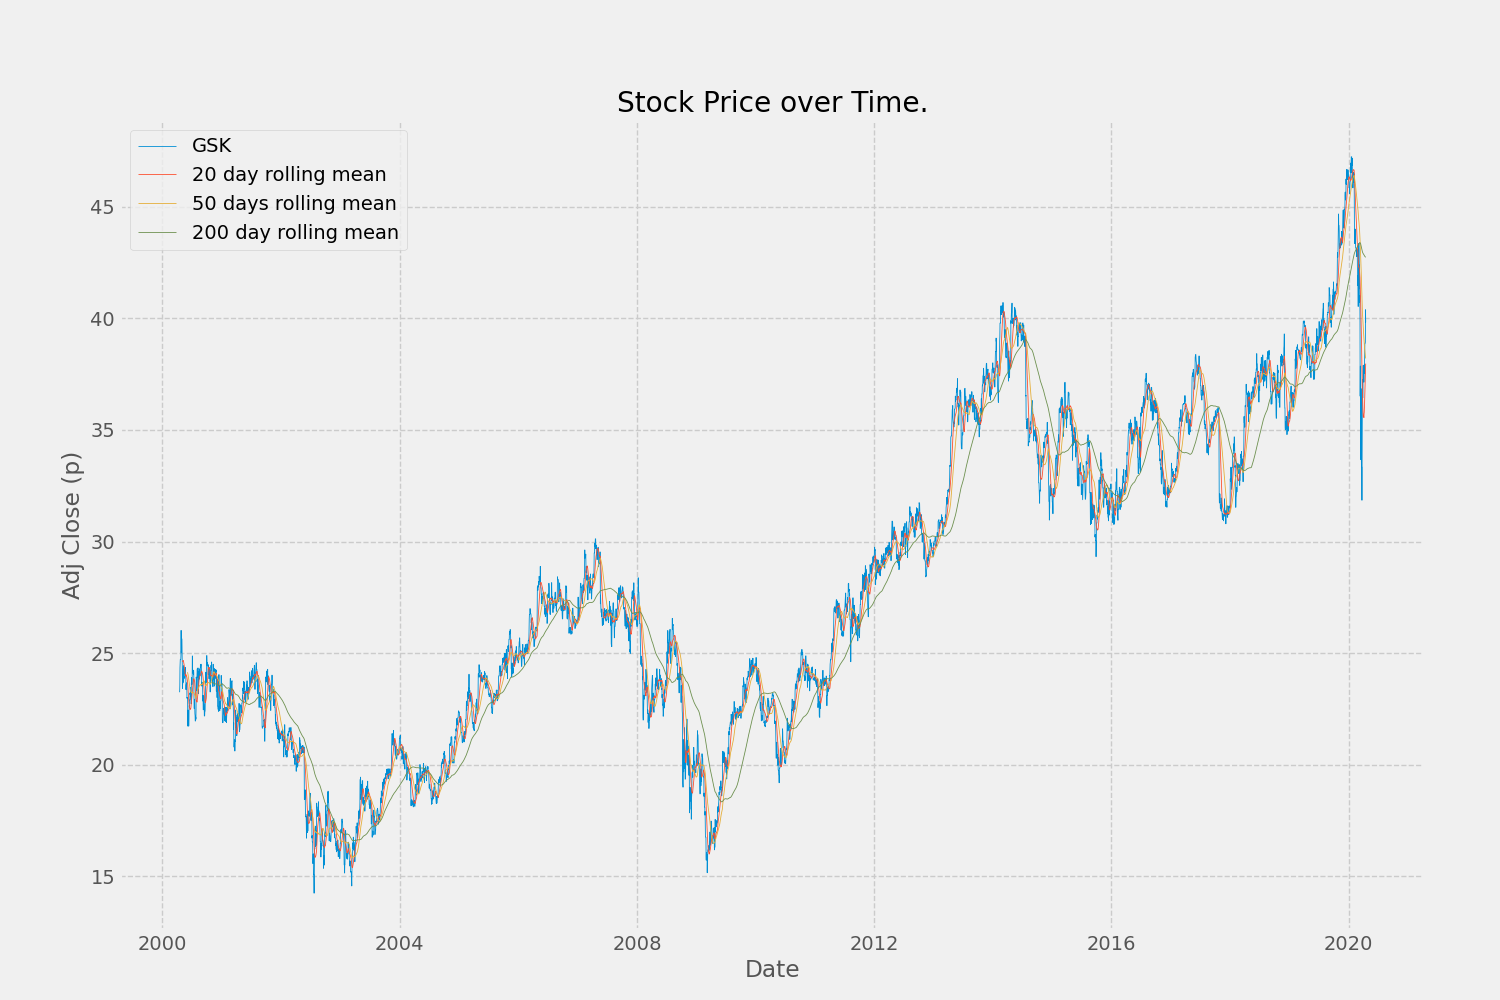 Stock Price over Time.
GSK
20 day rolling mean
50 days rolling mean
200 day rolling mean
45
40
35
30
25
20
15
Adj Close (p)
2000 2004 2008 2012 2016 2020
Date